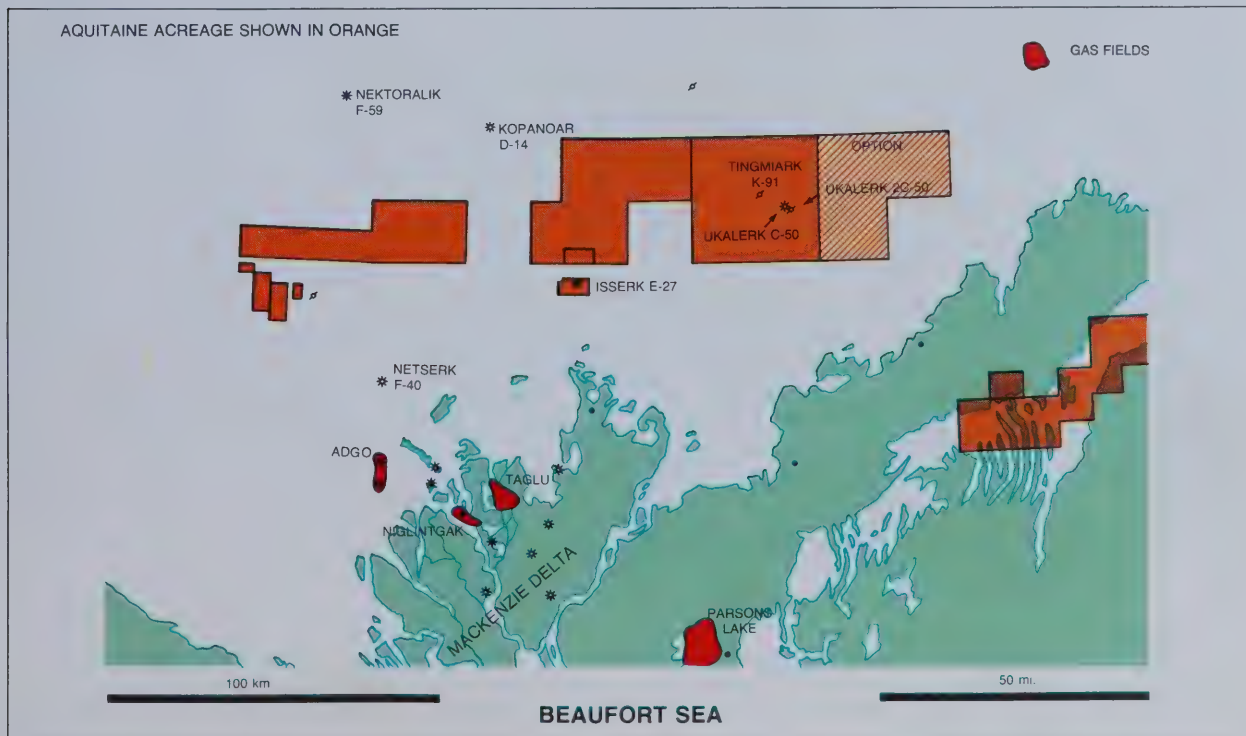 AQUITAINE ACREAGE SHOWN IN ORANGE
GAS FIELDS
NEKTORALIK
F-59
KOPANOAR
D-14
OPTION
TINGMIARK
K-91
UKALERK 2C-50
UKALERK C-50
ISSERK E-27
NETSERK
F-40
ADGO
TAGLU
NIGLINTGAK
MACKENZIE DELTA
PARSONS
LAKE
100 km
50 mi.
BEAUFORT SEA